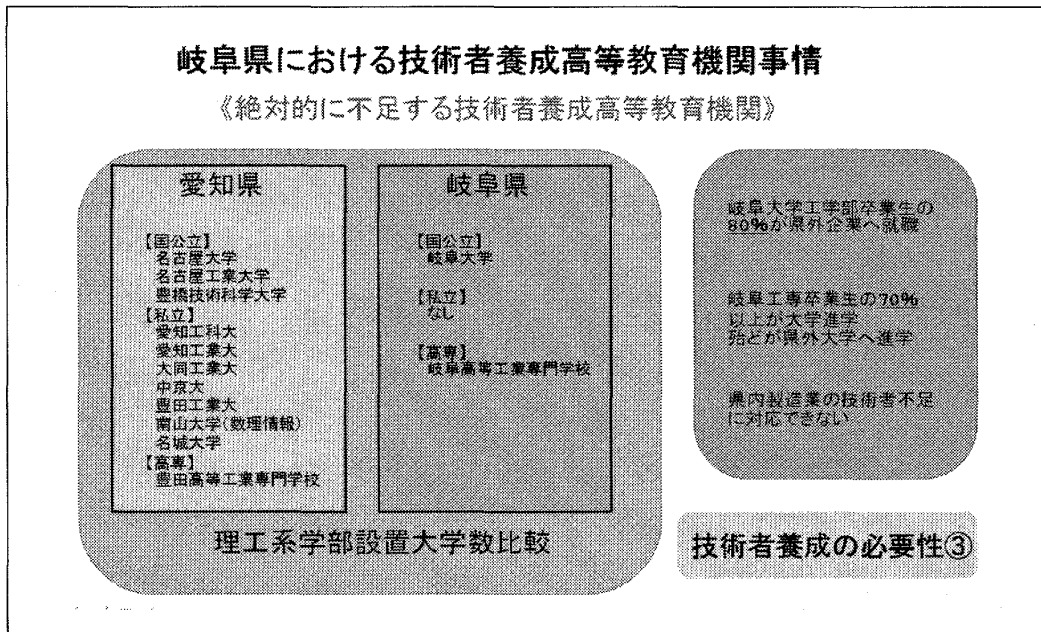 岐阜県における技術者養成高等教育機関事情
《絶対的に不足する技術者養成高等教育機関》
愛知県
【国公立】
名古屋大学
名古屋工業大学
豊橋技術科学大学
【私立】
愛知工科大
愛知工業大
大同工業大
中京大
豊田工業大
南山大学(数理情報)
名城大学
【高専】
豊田高等工業専門学校
岐阜県
【国公立】
岐阜大学
【私立】
なし
【高専】
岐阜高等工業専門学校
理工系学部設置大学数比較
岐阜大学工学部卒業生の
80%が県外企業へ就職
岐阜工専卒業生の70%
以上が大学進学
殆どが県外大学へ進学
県内製造業の技術者不足
に対応できない
技術者養成の必要性③